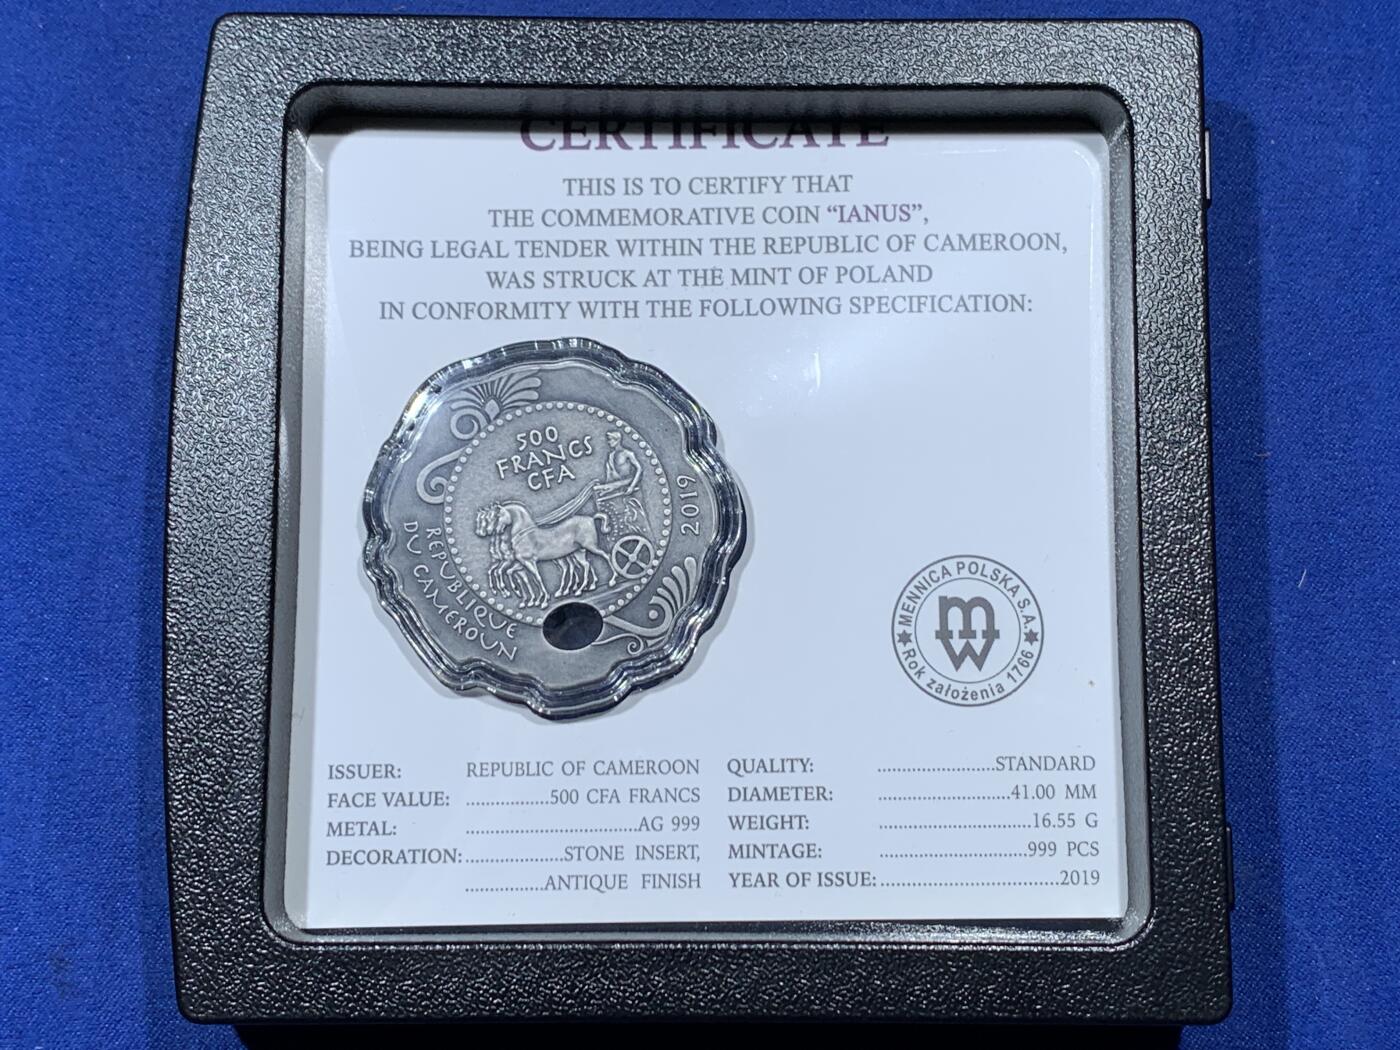 CERTIFICATE
THIS IS TO CERTIFY THAT
THE COMMEMORATIVE COIN “IANUS”,
BEING LEGAL TENDER WITHIN THE REPUBLIC OF CAMEROON,
WAS STRUCK AT THE MINT OF POLAND
IN CONFORMITY WITH THE FOLLOWING SPECIFICATION:
500
FRANCS
CFA
2019
REPUBLIQUE
DU CAMEROUN
MENNICA POLSKA S.A.
mw
Rok założenia 1766
ISSUER: REPUBLIC OF CAMEROON
FACE VALUE: ..................500 CFA FRANCS
METAL: .....................................AG 999
DECORATION:.....................STONE INSERT,
.................ANTIQUE FINISH
QUALITY: .........................STANDARD
DIAMETER: ............................41.00 MM
WEIGHT: .................................16.55 G
MINTAGE: ................................999 PCS
YEAR OF ISSUE:...................................2019